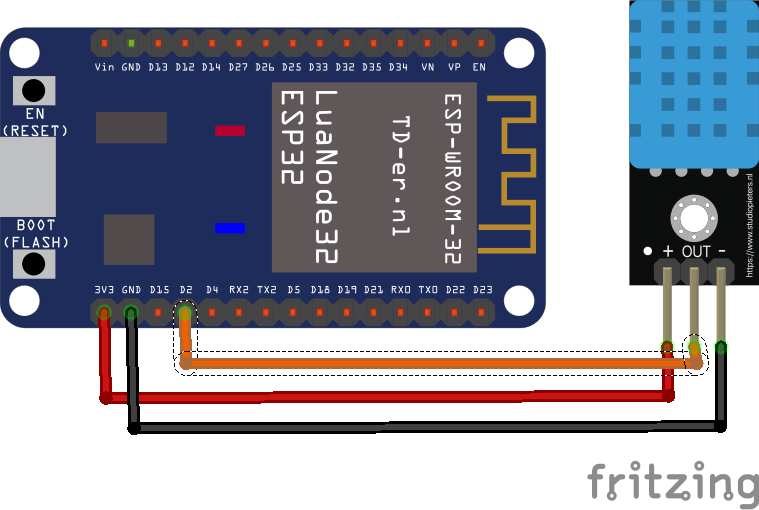 Vin GND D13 D12 D14 D27 D26 D25 D33 D32 D35 D34 VN VP EN
EN
(RESET)
BOOT
(FLASH)
LuaNode32
ESP32
TD-er.nl
ESP-WROOM-32
3V3 GND D15 D2 D4 RX2 TX2 D5 D18 D19 D21 RX0 TX0 D22 D23
https://www.studiopieters.nl
+ OUT -
fritzing